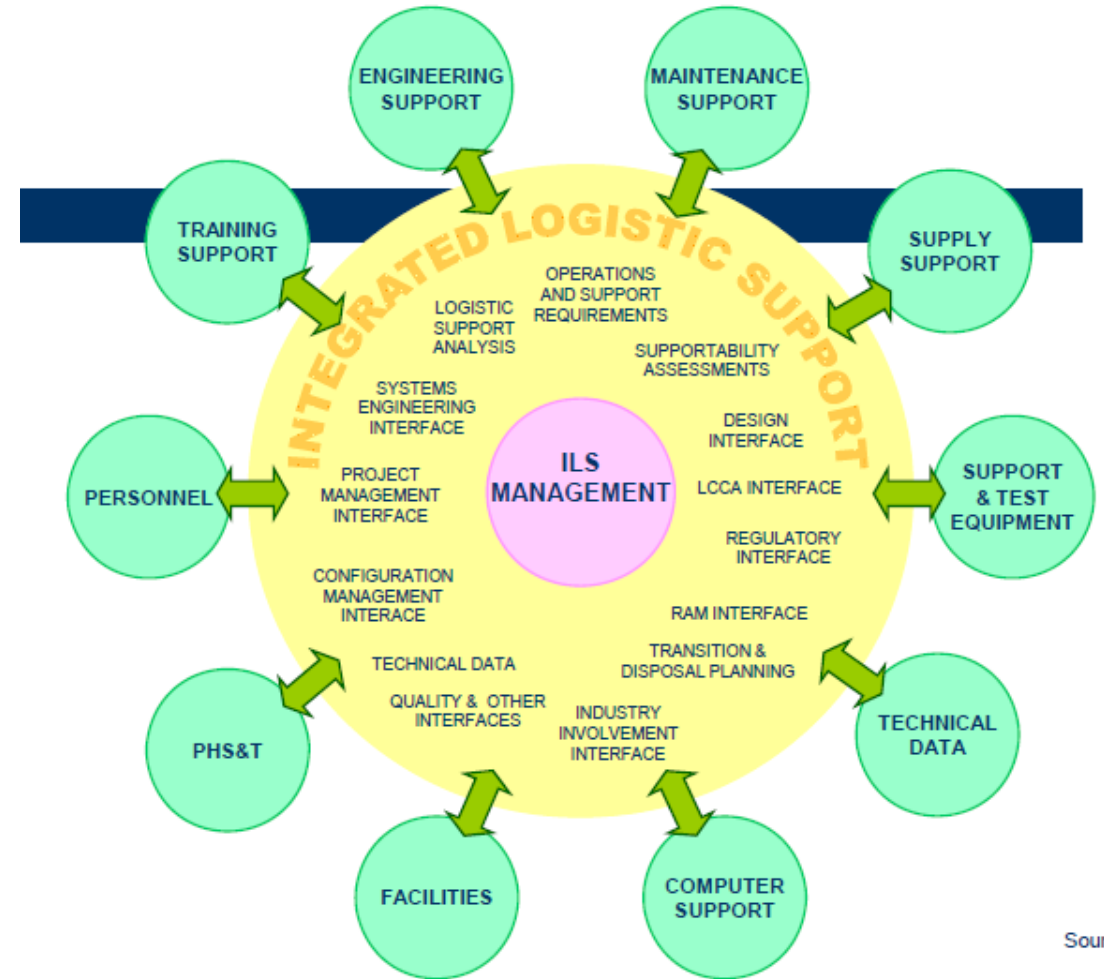 ENGINEERING
SUPPORT
MAINTENANCE
SUPPORT
TRAINING
SUPPORT
SUPPLY
SUPPORT
INTEGRATED LOGISTIC SUPPORT
OPERATIONS
AND SUPPORT
REQUIREMENTS
LOGISTIC
SUPPORT
ANALYSIS
SUPPORTABILITY
ASSESSMENTS
SYSTEMS
ENGINEERING
INTERFACE
DESIGN
INTERFACE
ILS
MANAGEMENT
PROJECT
MANAGEMENT
INTERFACE
LCCA INTERFACE
PERSONNEL
SUPPORT
& TEST
EQUIPMENT
REGULATORY
INTERFACE
CONFIGURATION
MANAGEMENT
INTERACE
RAM INTERFACE
TECHNICAL DATA
TRANSITION &
DISPOSAL PLANNING
QUALITY & OTHER
INTERFACES
INDUSTRY
INVOLVEMENT
INTERFACE
PHS&T
TECHNICAL
DATA
FACILITIES
COMPUTER
SUPPORT